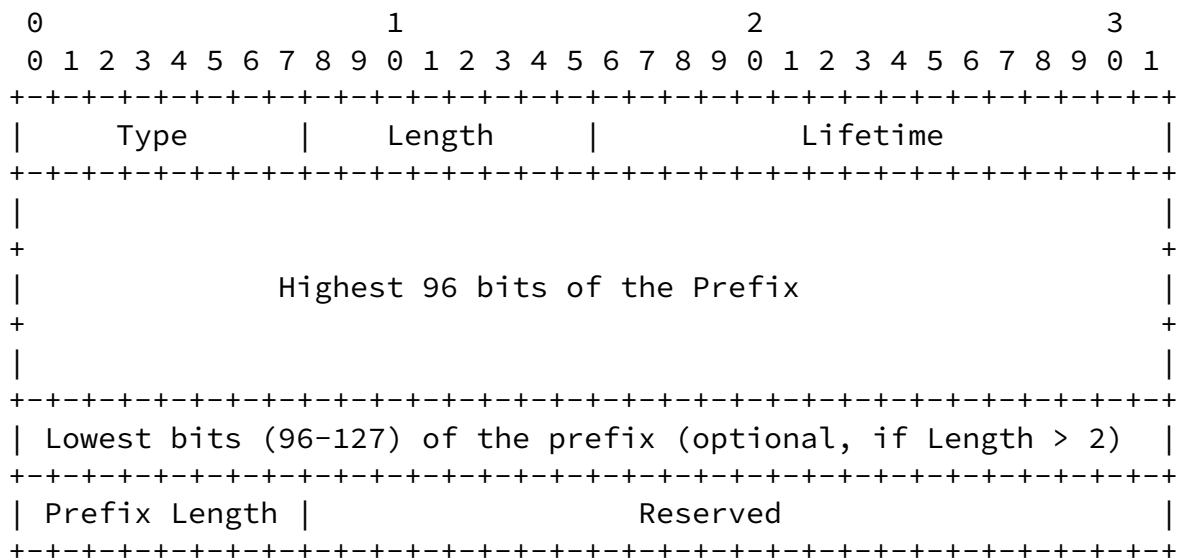 0                   1                   2                   3
 0 1 2 3 4 5 6 7 8 9 0 1 2 3 4 5 6 7 8 9 0 1 2 3 4 5 6 7 8 9 0 1
+-+-+-+-+-+-+-+-+-+-+-+-+-+-+-+-+-+-+-+-+-+-+-+-+-+-+-+-+-+-+-+-+
|     Type      |    Length     |           Lifetime            |
+-+-+-+-+-+-+-+-+-+-+-+-+-+-+-+-+-+-+-+-+-+-+-+-+-+-+-+-+-+-+-+-+
|                                                               |
+                                                               +
|              Highest 96 bits of the Prefix                    |
+                                                               +
|                                                               |
+-+-+-+-+-+-+-+-+-+-+-+-+-+-+-+-+-+-+-+-+-+-+-+-+-+-+-+-+-+-+-+-+
| Lowest bits (96-127) of the prefix (optional, if Length > 2)  |
+-+-+-+-+-+-+-+-+-+-+-+-+-+-+-+-+-+-+-+-+-+-+-+-+-+-+-+-+-+-+-+-+
| Prefix Length |                  Reserved                     |
+-+-+-+-+-+-+-+-+-+-+-+-+-+-+-+-+-+-+-+-+-+-+-+-+-+-+-+-+-+-+-+-+